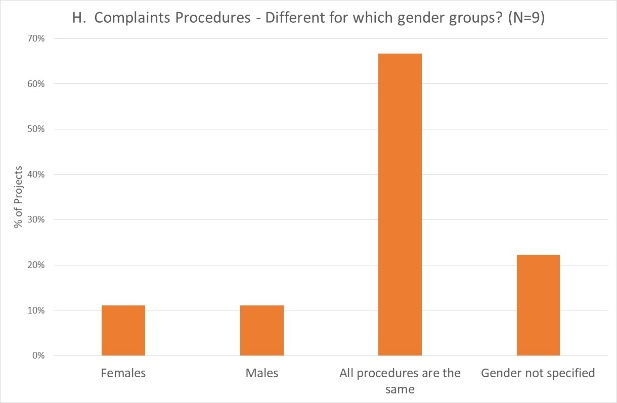 H.  Complaints Procedures - Different for which gender groups? (N=9)
70%
60%
50%
40%
30%
20%
10%
0%
% of Projects
Females
Males
All procedures are the
same
Gender not specified